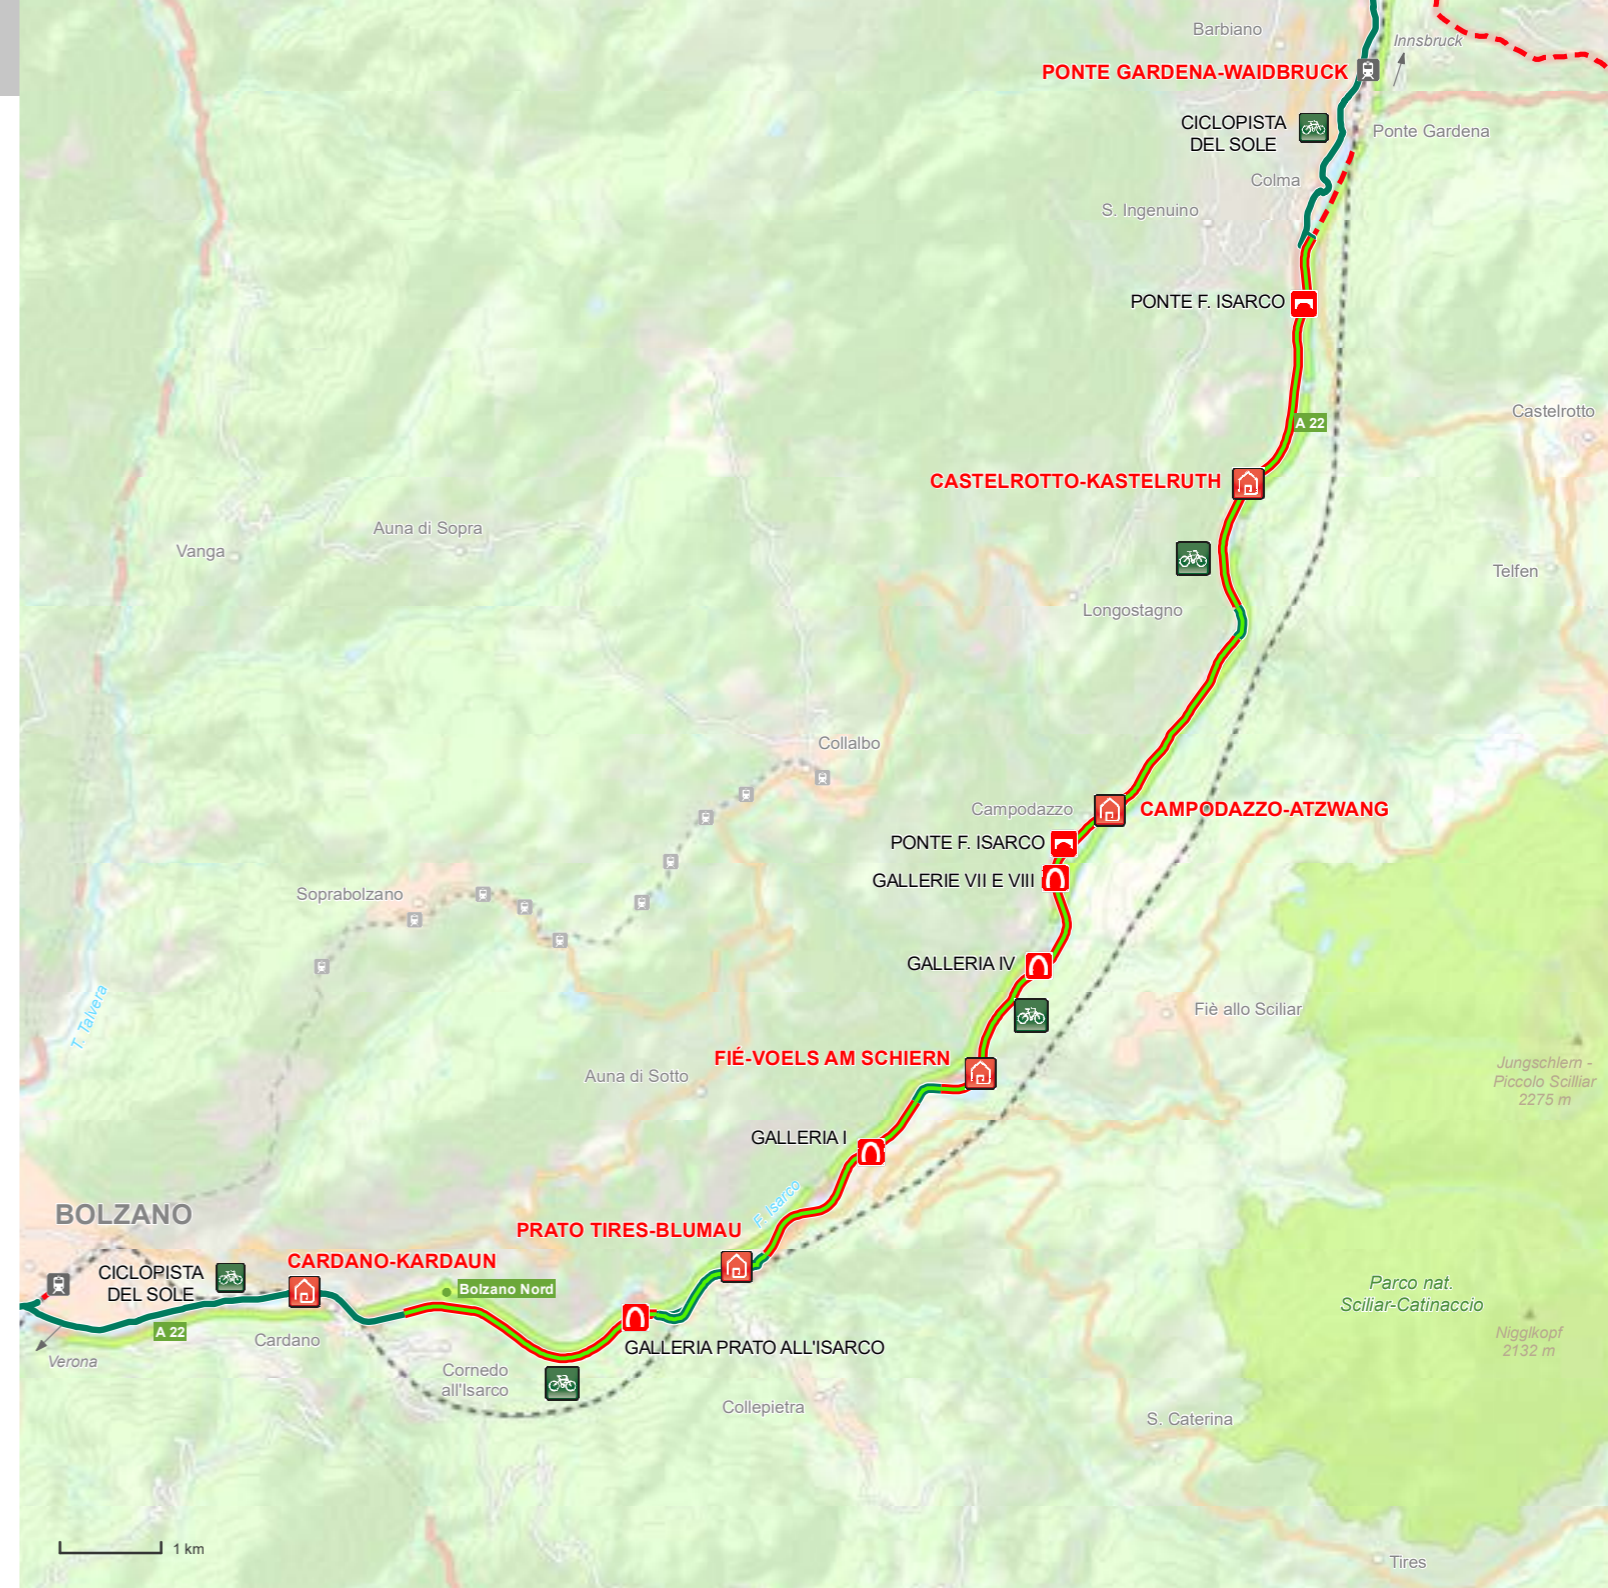 Barbiano
Innsbruck
PONTE GARDENA-WAIDBRUCK
CICLOPISTA
DEL SOLE
Ponte Gardena
Colma
S. Ingenuino
PONTE F. ISARCO
Castelrotto
A 22
CASTELROTTO-KASTELRUTH
Auna di Sopra
Vanga
Telfen
Longostagno
Collalbo
Campodazzo
CAMPODAZZO-ATZWANG
PONTE F. ISARCO
GALLERIE VII E VIII
Soprabolzano
GALLERIA IV
T. Talvera
Fiè allo Sciliar
FIÉ-VOELS AM SCHIERN
Auna di Sotto
Jungschlern -
Piccolo Scilliar
2275 m
GALLERIA I
F. Isarco
BOLZANO
PRATO TIRES-BLUMAU
CARDANO-KARDAUN
CICLOPISTA
DEL SOLE
Bolzano Nord
Parco nat.
Sciliar-Catinaccio
A 22
Cardano
Nigglkopf
2132 m
GALLERIA PRATO ALL'ISARCO
Verona
Cornedo
all'Isarco
Collepietra
S. Caterina
1 km
Tires